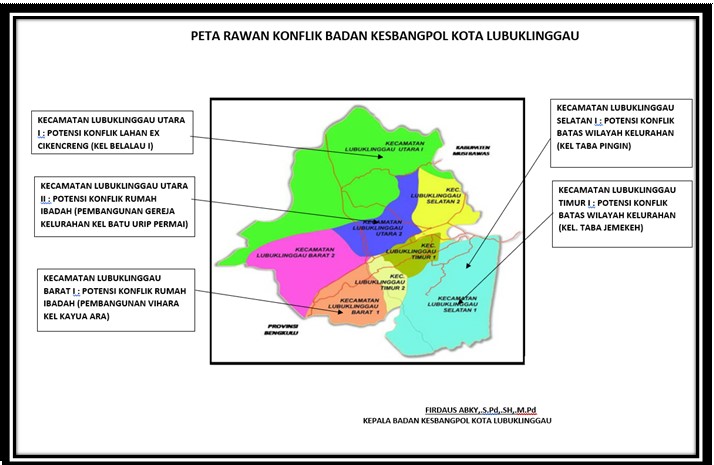 PETA RAWAN KONFLIK BADAN KESBANGPOL KOTA LUBUKLINGGAU
KECAMATAN LUBUKLINGGAU UTARA
I : POTENSI KONFLIK LAHAN EX
CIKENCRENG (KEL BELALAU I)
KECAMATAN LUBUKLINGGAU UTARA
II : POTENSI KONFLIK RUMAH
IBADAH (PEMBANGUNAN GEREJA
KELURAHAN KEL BATU URIP PERMAI)
KECAMATAN LUBUKLINGGAU
BARAT I : POTENSI KONFLIK RUMAH
IBADAH (PEMBANGUNAN VIHARA
KEL KAYUA ARA)
KECAMATAN
LUBUKLINGGAU UTARA I
KABUPATEN
MUSI RAWAS
KEC.
LUBUKLINGGAU
SELATAN 2
KECAMATAN
LUBUKLINGGAU
UTARA 2
KECAMATAN
LUBUKLINGGAU BARAT 2
KEC.
LUBUKLINGGAU
TIMUR 1
KEC.
LUBUKLINGGAU
TIMUR 2
KECAMATAN
LUBUKLINGGAU
BARAT 1
KECAMATAN
LUBUKLINGGAU
SELATAN 1
PROVINSI
BENGKULU
KECAMATAN LUBUKLINGGAU
SELATAN I : POTENSI KONFLIK
BATAS WILAYAH KELURAHAN
(KEL TABA PINGIN)
KECAMATAN LUBUKLINGGAU
TIMUR I : POTENSI KONFLIK
BATAS WILAYAH KELURAHAN
(KEL. TABA JEMEKEH)
FIRDAUS ABKY,.S.Pd,.SH,.M.Pd
KEPALA BADAN KESBANGPOL KOTA LUBUKLINGGAU